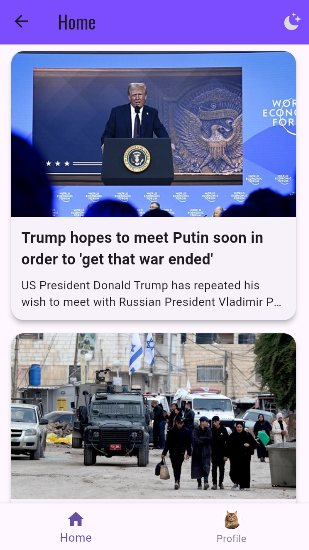 Home
WORLD
ECONOMIC
FORUM
Trump hopes to meet Putin soon in
order to 'get that war ended'
US President Donald Trump has repeated his
wish to meet with Russian President Vladimir P...
Home
Profile